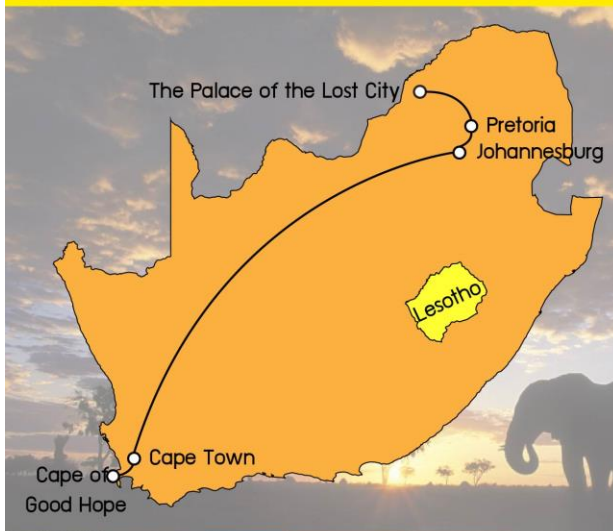 The Palace of the Lost City
Pretoria
Johannesburg
Lesotho
Cape Town
Cape of
Good Hope